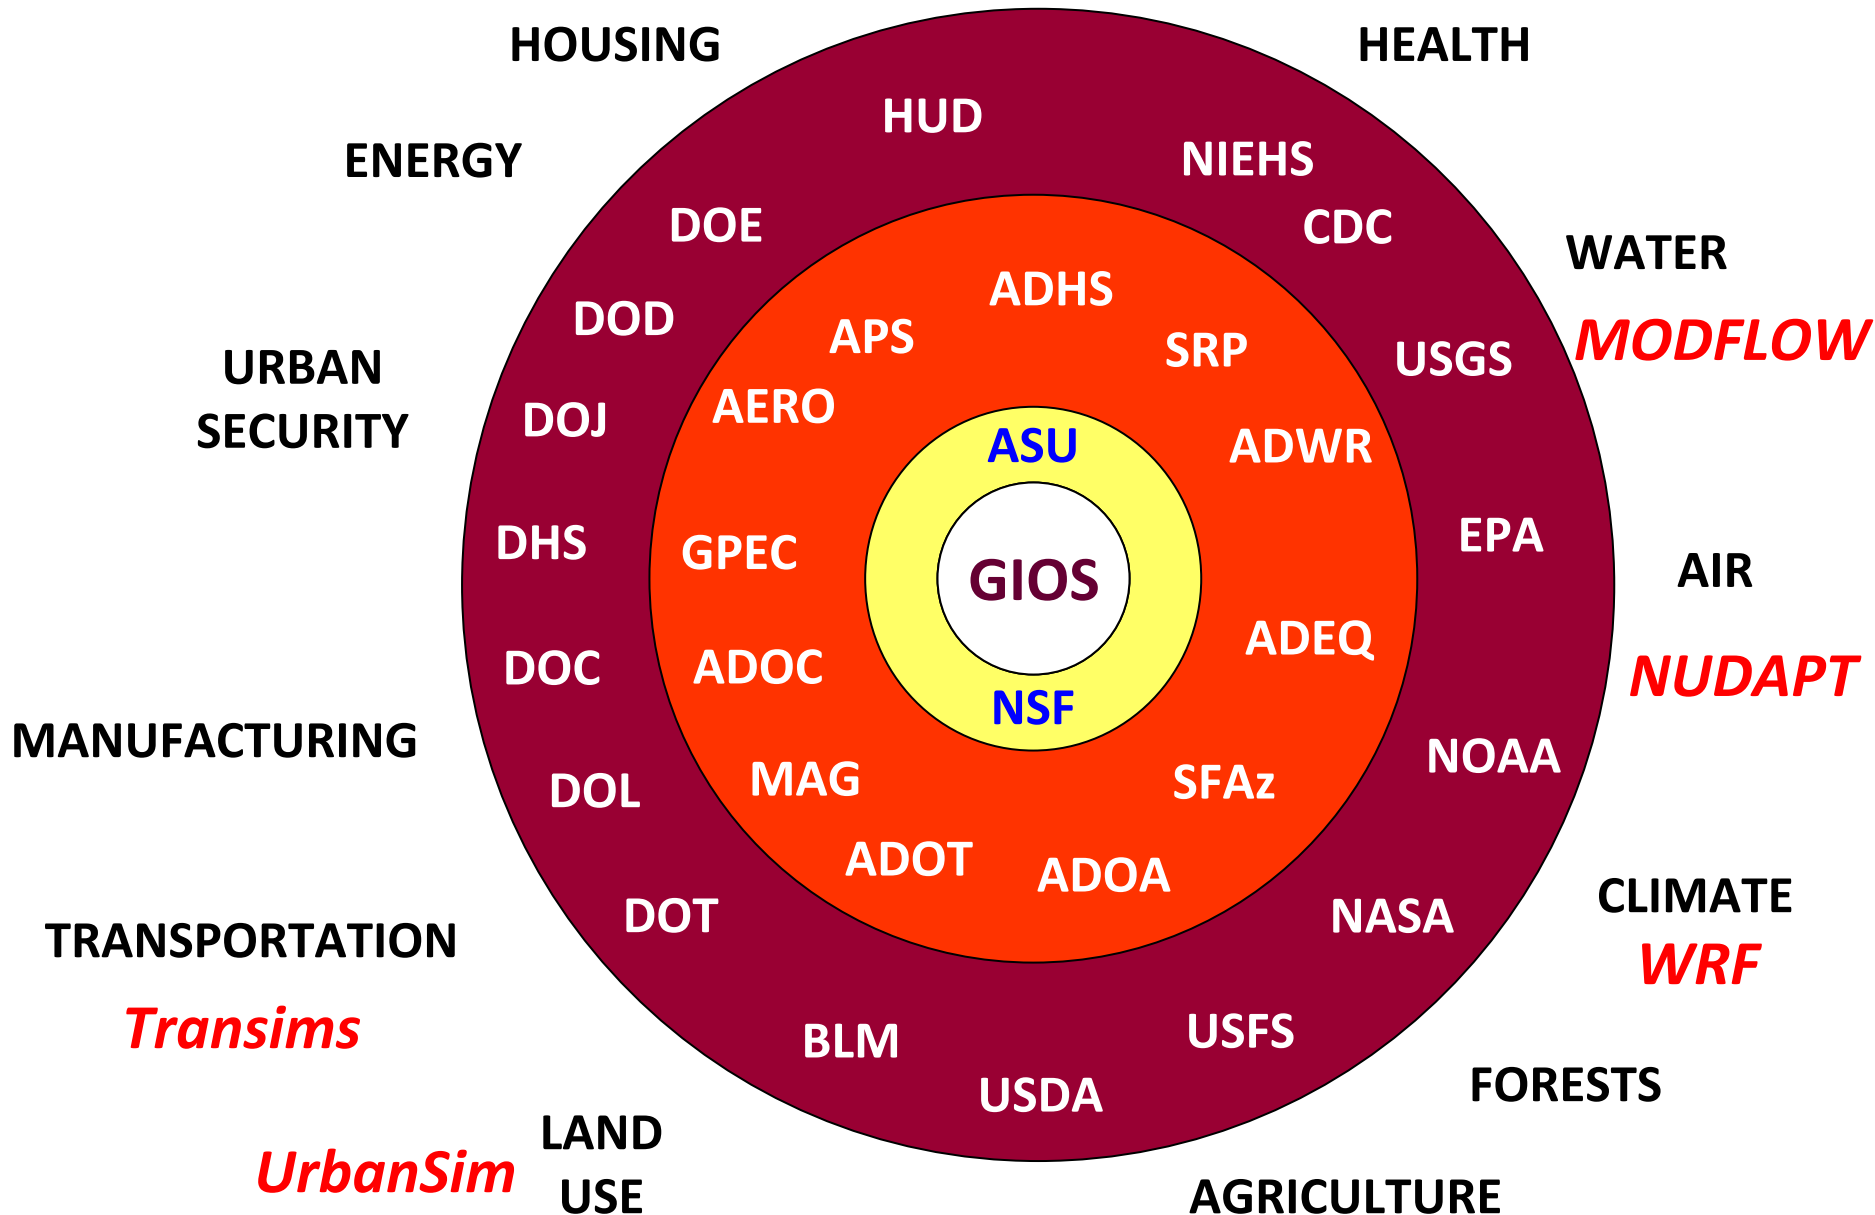 HOUSING
HEALTH
HUD
ENERGY
NIEHS
DOE
CDC
WATER
ADHS
DOD
APS
SRP
USGS
MODFLOW
URBAN
SECURITY
DOJ
AERO
ASU
ADWR
DHS
GPEC
GIOS
EPA
AIR
DOC
ADOC
NSF
ADEQ
NUDAPT
MANUFACTURING
DOL
MAG
SFAz
NOAA
ADOT
ADOA
DOT
NASA
CLIMATE
WRF
TRANSPORTATION
Transims
BLM
USFS
USDA
FORESTS
LAND
USE
UrbanSim
AGRICULTURE